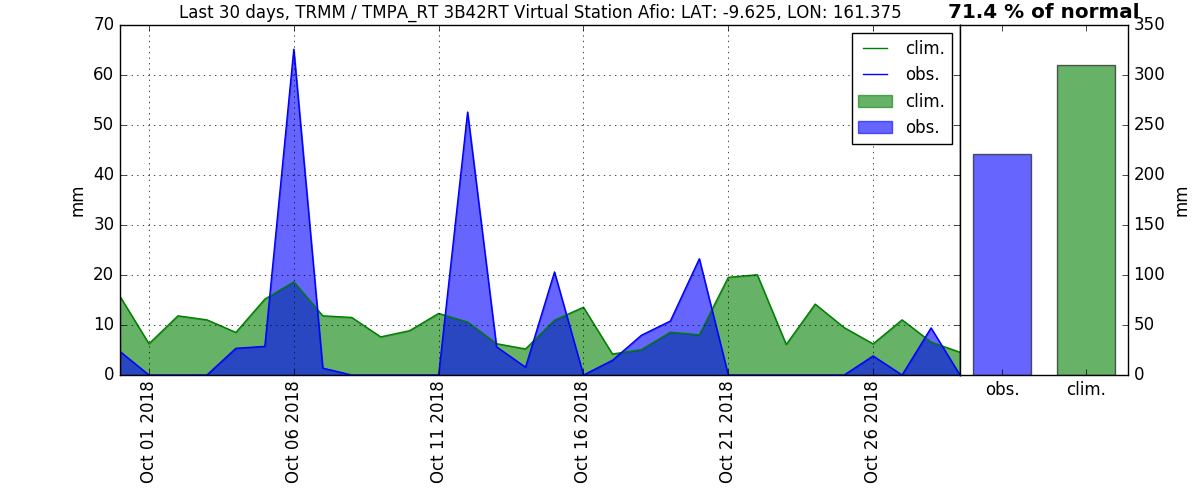 Last 30 days, TRMM / TMPA_RT 3B42RT Virtual Station Afio: LAT: -9.625, LON: 161.375
71.4 % of normal
70
60
50
40
30
20
10
0
mm
clim.
obs.
clim.
obs.
Oct 01 2018
Oct 06 2018
Oct 11 2018
Oct 16 2018
Oct 21 2018
Oct 26 2018
350
300
250
200
150
100
50
0
mm
obs.
clim.